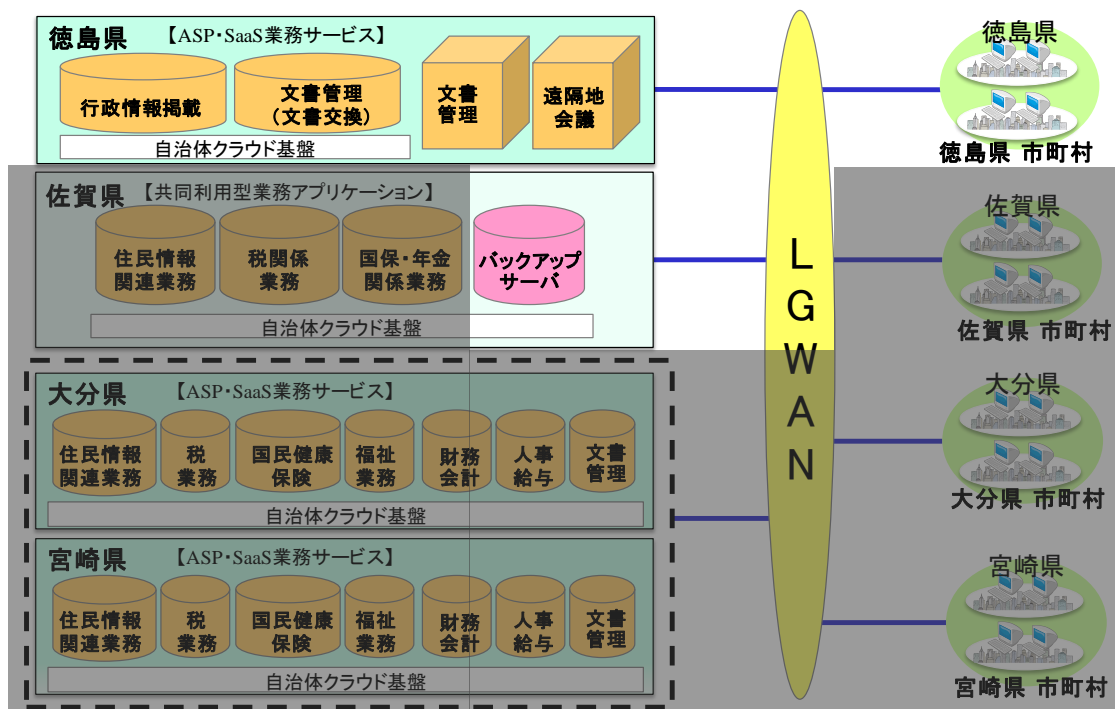 徳島県 【ASP・SaaS業務サービス】
行政情報掲載
文書管理
(文書交換)
文書
管理
遠隔地
会議
自治体クラウド基盤
佐賀県 【共同利用型業務アプリケーション】
住民情報
関連業務
税関係
業務
国保・年金
関係業務
バックアップ
サーバ
自治体クラウド基盤
大分県 【ASP・SaaS業務サービス】
住民情報
関連業務
税
業務
国民健康
保険
福祉
業務
財務
会計
人事
給与
文書
管理
自治体クラウド基盤
宮崎県 【ASP・SaaS業務サービス】
住民情報
関連業務
税
業務
国民健康
保険
福祉
業務
財務
会計
人事
給与
文書
管理
自治体クラウド基盤
L
G
W
A
N
徳島県
徳島県 市町村
佐賀県
佐賀県 市町村
大分県
大分県 市町村
宮崎県
宮崎県 市町村